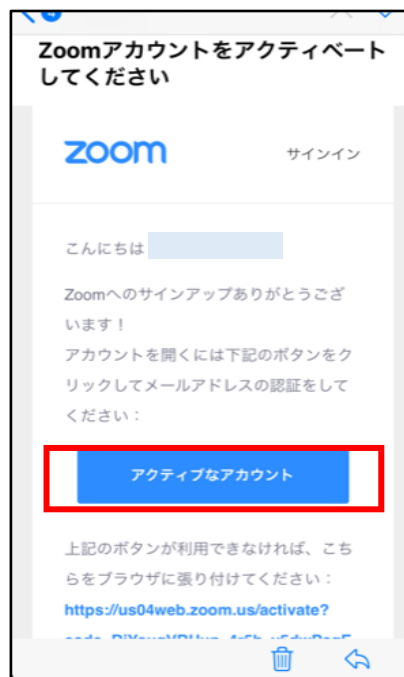 Zoomアカウントをアクティベート
してください
zoom
サインイン
こんにちは
Zoomへのサインアップありがとうござ
います！
アカウントを開くには下記のボタンをク
リックしてメールアドレスの認証をして
ください：
アクティブなアカウント
上記のボタンが利用できなければ、こち
らをブラウザに張り付けてください：
https://us04web.zoom.us/activate?